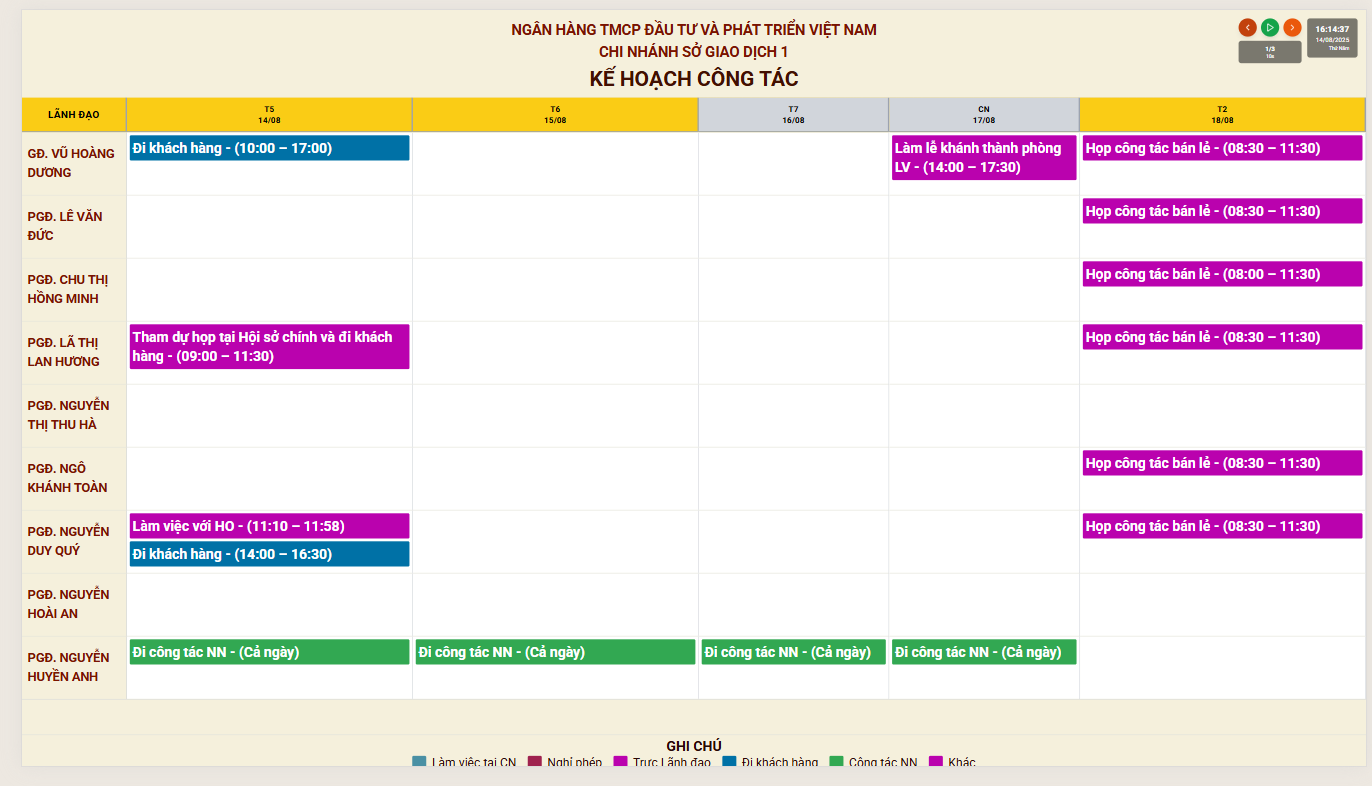 NGÂN HÀNG TMCP ĐẦU TƯ VÀ PHÁT TRIỂN VIỆT NAM
CHI NHÁNH SỞ GIAO DỊCH 1
KẾ HOẠCH CÔNG TÁC
1/3
10s
16:14:37
14/08/2025
Thứ Năm
LÃNH ĐẠO
T5
14/08
T6
15/08
T7
16/08
CN
17/08
T2
18/08
GĐ. VŨ HOÀNG
DƯƠNG
Đi khách hàng - (10:00 – 17:00)
Làm lễ khánh thành phòng
LV - (14:00 – 17:30)
Họp công tác bán lẻ - (08:30 – 11:30)
PGĐ. LÊ VĂN
ĐỨC
Họp công tác bán lẻ - (08:30 – 11:30)
PGĐ. CHU THỊ
HỒNG MINH
Họp công tác bán lẻ - (08:00 – 11:30)
PGĐ. LÃ THỊ
LAN HƯƠNG
Tham dự họp tại Hội sở chính và đi khách
hàng - (09:00 – 11:30)
Họp công tác bán lẻ - (08:30 – 11:30)
PGĐ. NGUYỄN
THỊ THU HÀ
PGĐ. NGÔ
KHÁNH TOÀN
Họp công tác bán lẻ - (08:30 – 11:30)
PGĐ. NGUYỄN
DUY QUÝ
Làm việc với HO - (11:10 – 11:58)
Đi khách hàng - (14:00 – 16:30)
Họp công tác bán lẻ - (08:30 – 11:30)
PGĐ. NGUYỄN
HOÀI AN
PGĐ. NGUYỄN
HUYỀN ANH
Đi công tác NN - (Cả ngày)
Đi công tác NN - (Cả ngày)
Đi công tác NN - (Cả ngày)
Đi công tác NN - (Cả ngày)
GHI CHÚ
Làm việc tại CN
Nghỉ phép
Trực Lãnh đạo
Đi khách hàng
Công tác NN
Khác